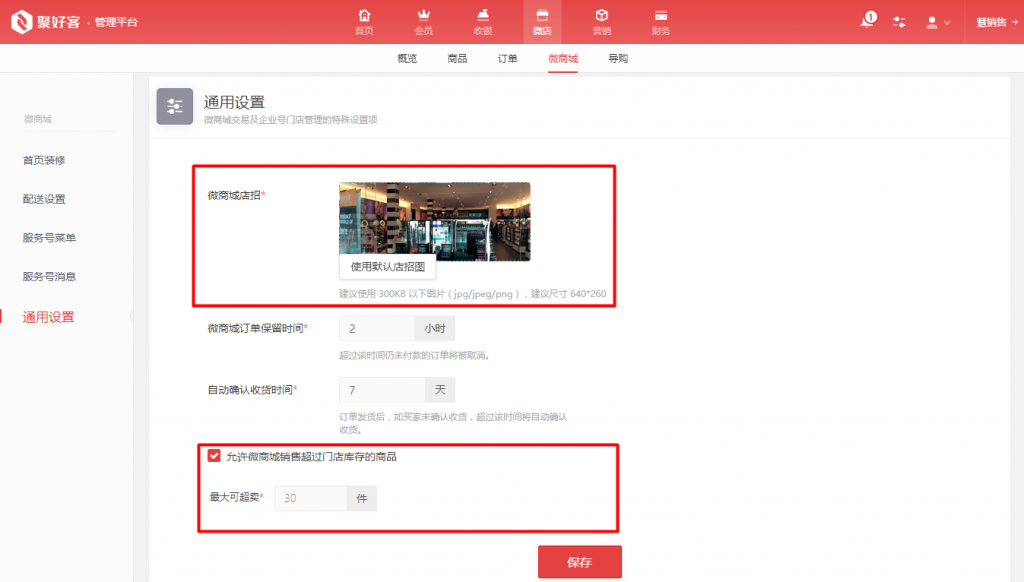 聚好客 · 管理平台
首页
会员
收银
微店
营销
财务
1
慧销售
概览
商品
订单
微商城
导购
微商城
首页装修
配送设置
服务号菜单
服务号消息
通用设置
通用设置
微商城交易及企业号门店管理的特殊设置项
微商城店招*
使用默认店招图
建议使用 300KB 以下图片 ( jpg/jpeg/png ) ，建议尺寸 640*260
微商城订单保留时间*
2 小时
超过该时间仍未付款的订单将被取消。
自动确认收货时间*
7 天
订单发货后，如买家未确认收货，超过该时间将自动确认
收货。
允许微商城销售超过门店库存的商品
最大可超卖*
30 件
保存